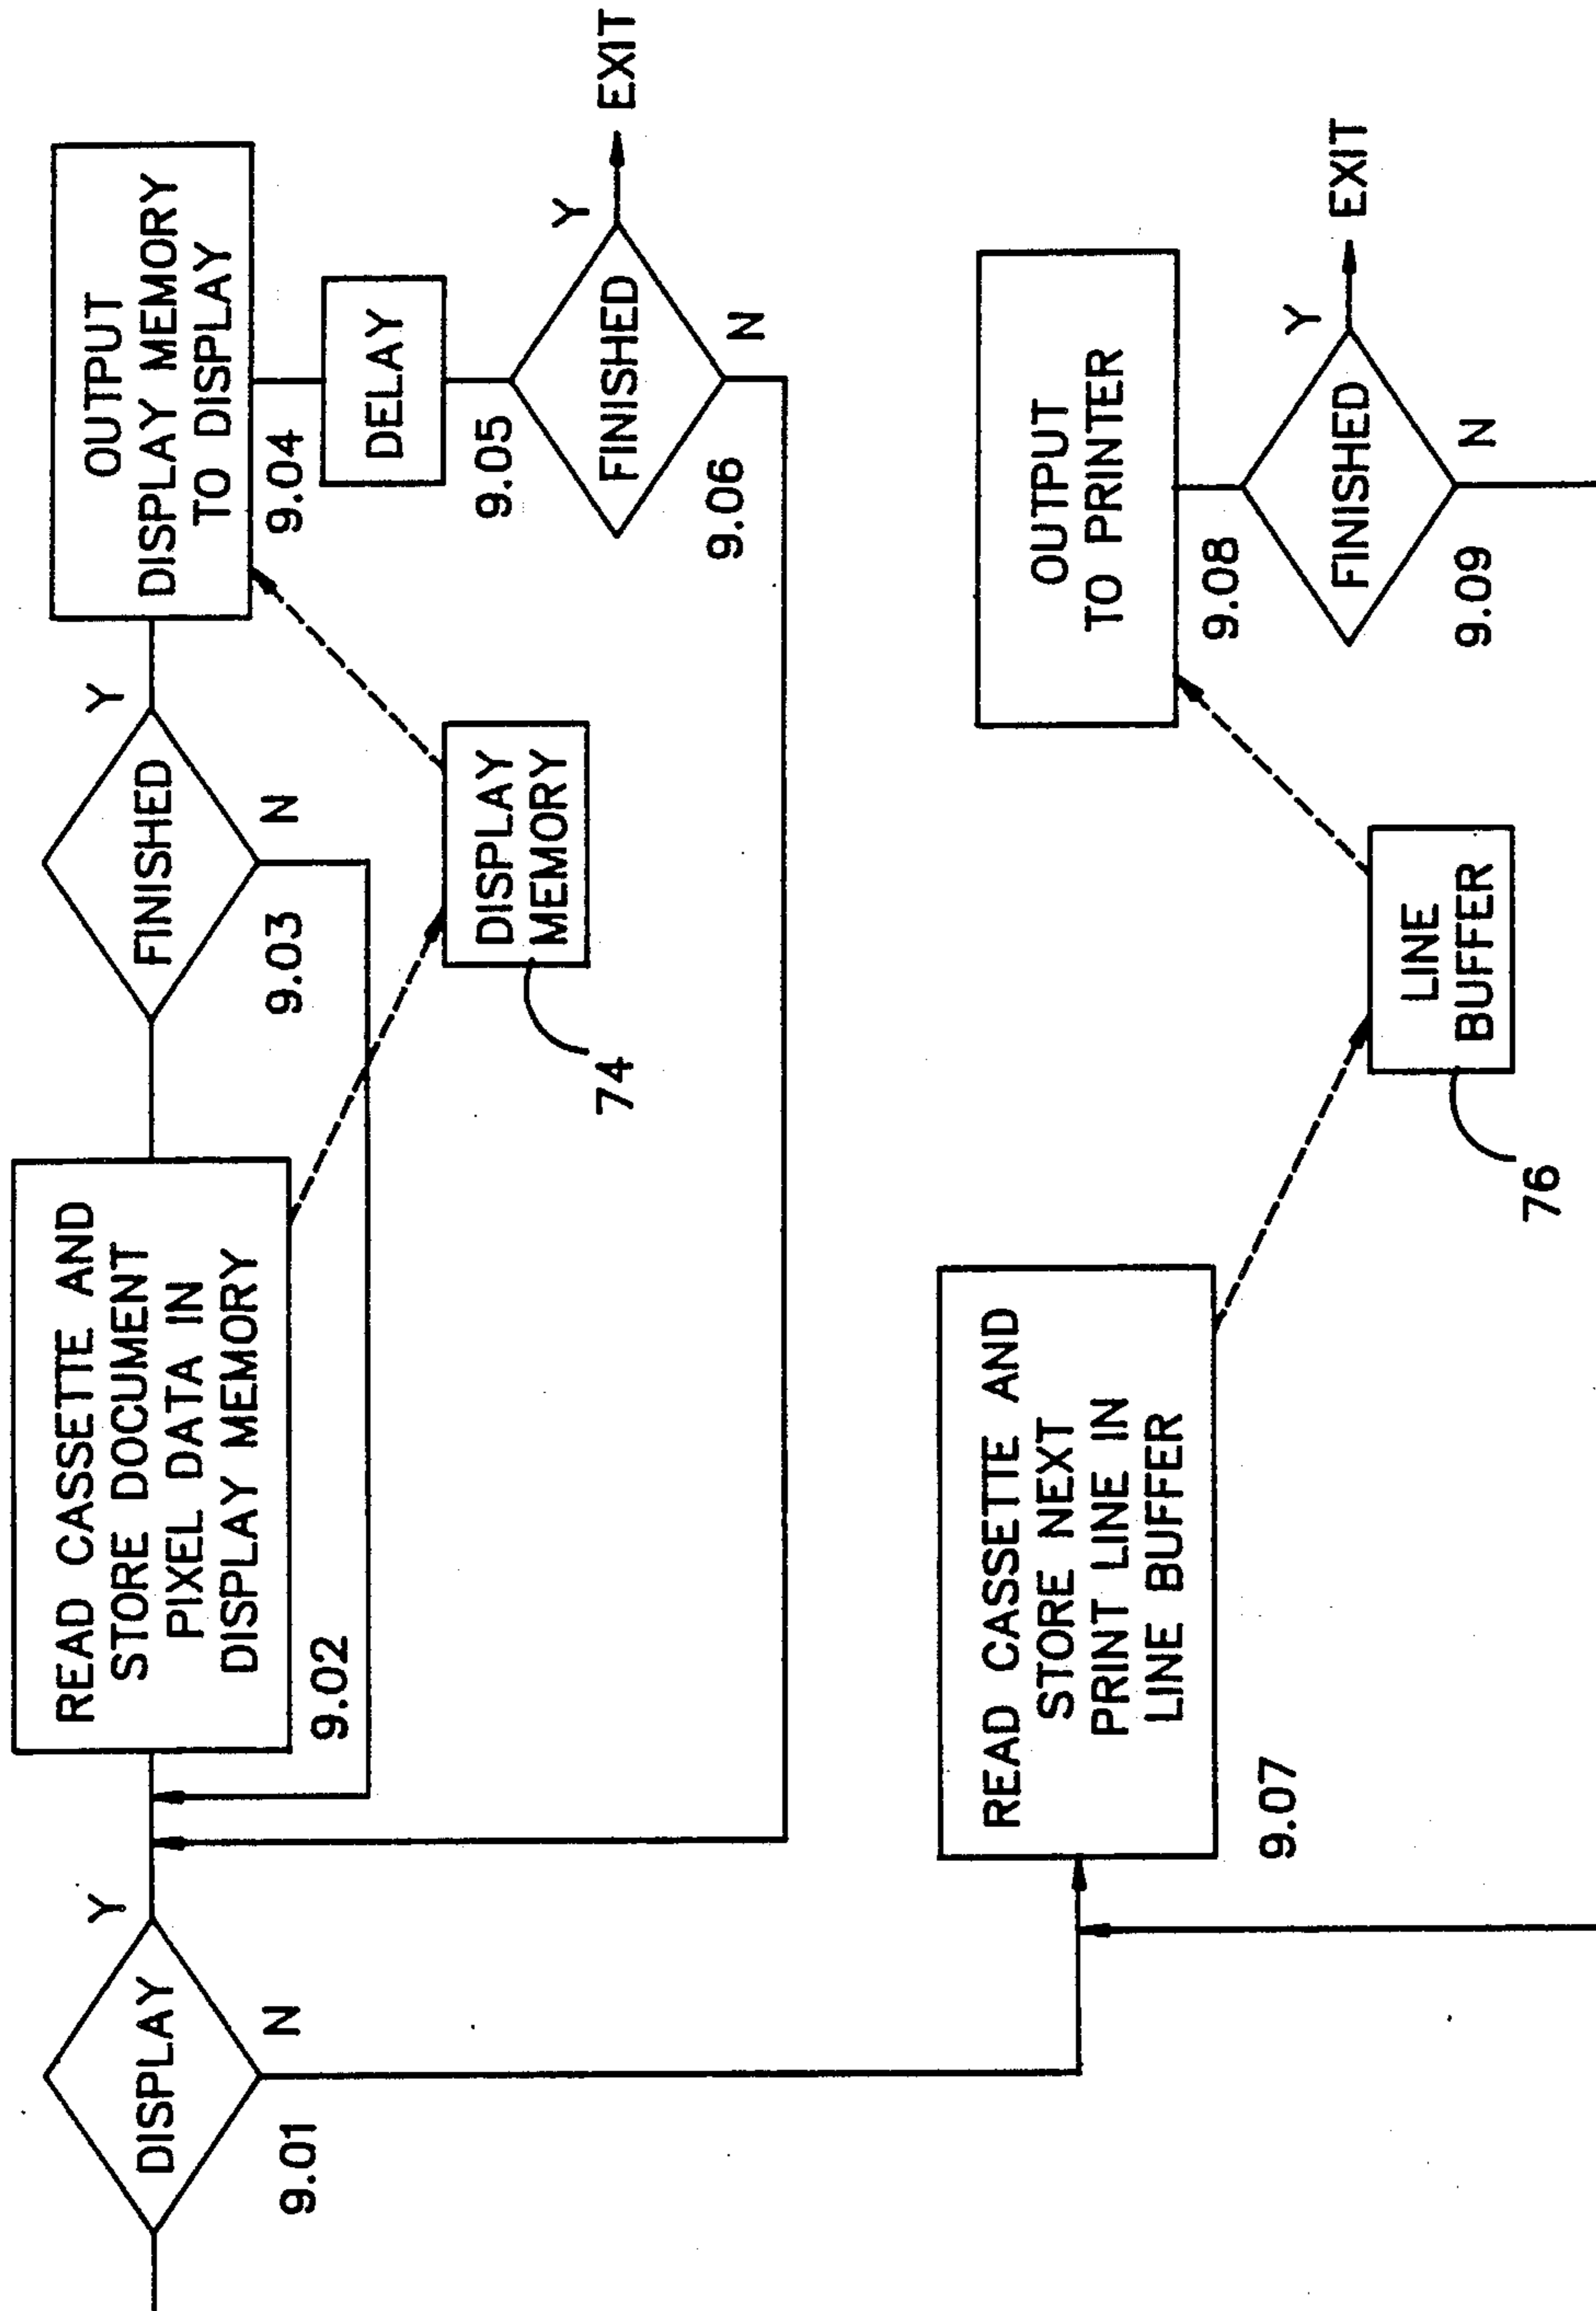 DISPLAY
Y
N
9.01
READ CASSETTE AND
STORE DOCUMENT
PIXEL DATA IN
DISPLAY MEMORY
9.02
FINISHED
Y
N
9.03
OUTPUT
DISPLAY MEMORY
TO DISPLAY
9.04
DELAY
9.05
FINISHED
Y
EXIT
N
9.06
DISPLAY
MEMORY
74
READ CASSETTE AND
STORE NEXT
PRINT LINE IN
LINE BUFFER
9.07
LINE
BUFFER
76
OUTPUT
TO PRINTER
9.08
FINISHED
Y
EXIT
N
9.09